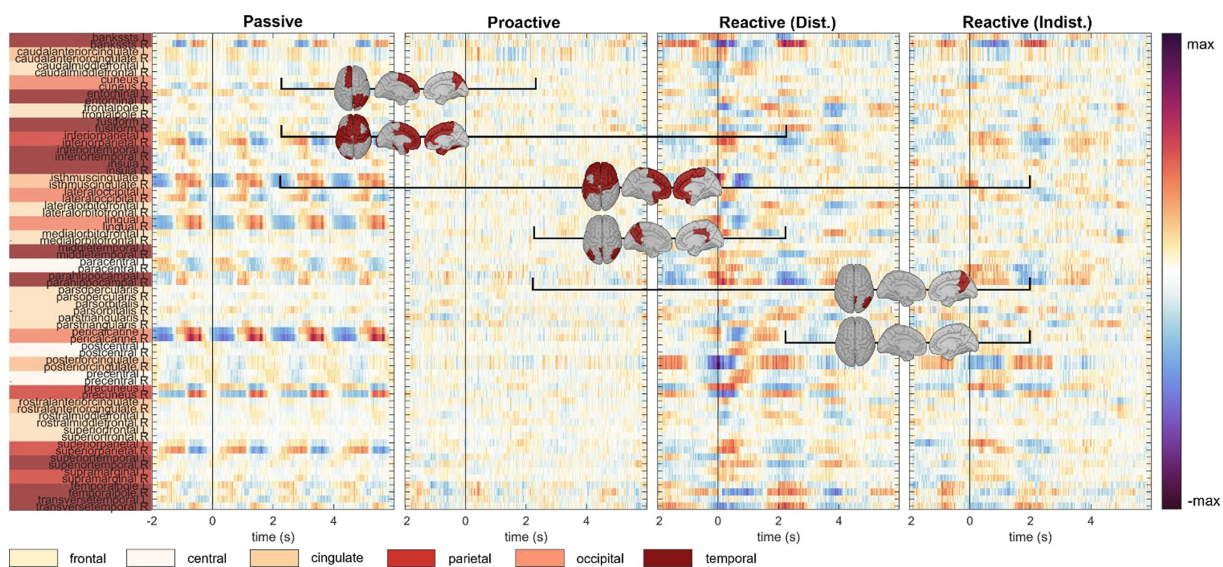 Passive Proactive Reactive (Dist.) Reactive (Indist.)
bankssts L
bankssts R
caudalanteriorcingulate L
caudalanteriorcingulate R
caudalmiddlefrontal L
caudalmiddlefrontal R
cuneus L
cuneus R
entorhinal L
entorhinal R
frontalpole L
frontalpole R
fusiform L
fusiform R
inferiorparietal L
inferiorparietal R
inferiortemporal L
inferiortemporal R
insula L
insula R
isthmuscingulate L
isthmuscingulate R
lateraloccipital L
lateraloccipital R
lateralorbitofrontal L
lateralorbitofrontal R
lingual L
lingual R
medialorbitofrontal L
medialorbitofrontal R
middletemporal L
middletemporal R
paracentral L
paracentral R
parahippocampal L
parahippocampal R
parsopercularis L
parsopercularis R
parsorbitalis L
parsorbitalis R
parstriangularis L
parstriangularis R
pericalcarine L
pericalcarine R
postcentral L
postcentral R
posteriorcingulate L
posteriorcingulate R
precentral L
precentral R
precuneus L
precuneus R
rostralanteriorcingulate L
rostralanteriorcingulate R
rostralmiddlefrontal L
rostralmiddlefrontal R
superiorfrontal L
superiorfrontal R
superiorparietal L
superiorparietal R
superiortemporal L
superiortemporal R
supramarginal L
supramarginal R
temporalpole L
temporalpole R
transversetemporal L
transversetemporal R
max
-max
2 0 2 4 -2 0 2 4 -2 0 2 4 -2 0 2 4 6
time (s) time (s) time (s) time (s)
frontal central cingulate parietal occipital temporal